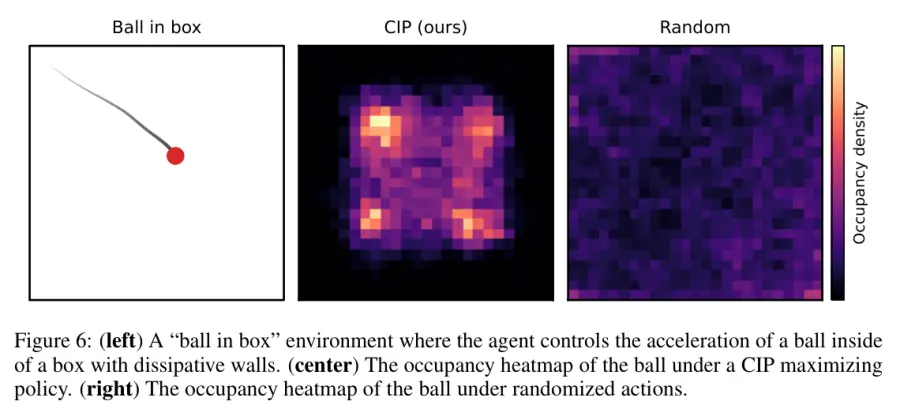 Ball in box
CIP (ours)
Random
Occupancy density
Figure 6: (left) A “ball in box” environment where the agent controls the acceleration of a ball inside
of a box with dissipative walls. (center) The occupancy heatmap of the ball under a CIP maximizing
policy. (right) The occupancy heatmap of the ball under randomized actions.